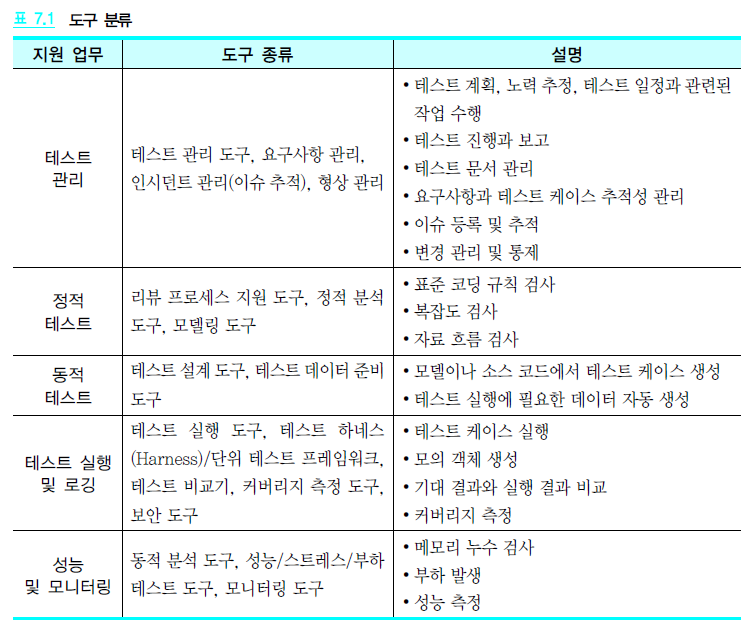 표 7.1 도구 분류
지원 업무 도구 종류 설명
테스트
관리
테스트 관리 도구, 요구사항 관리,
인시던트 관리(이슈 추적), 형상 관리
• 테스트 계획, 노력 추정, 테스트 일정과 관련된
작업 수행
• 테스트 진행과 보고
• 테스트 문서 관리
• 요구사항과 테스트 케이스 추적성 관리
• 이슈 등록 및 추적
• 변경 관리 및 통제
정적
테스트
리뷰 프로세스 지원 도구, 정적 분석
도구, 모델링 도구
• 표준 코딩 규칙 검사
• 복잡도 검사
• 자료 흐름 검사
동적
테스트
테스트 설계 도구, 테스트 데이터 준비
도구
• 모델이나 소스 코드에서 테스트 케이스 생성
• 테스트 실행에 필요한 데이터 자동 생성
테스트 실행
및 로깅
테스트 실행 도구, 테스트 하네스
(Harness)/단위 테스트 프레임워크,
테스트 비교기, 커버리지 측정 도구,
보안 도구
• 테스트 케이스 실행
• 모의 객체 생성
• 기대 결과와 실행 결과 비교
• 커버리지 측정
성능
및 모니터링
동적 분석 도구, 성능/스트레스/부하
테스트 도구, 모니터링 도구
• 메모리 누수 검사
• 부하 발생
• 성능 측정